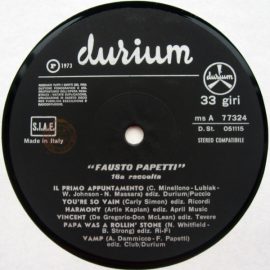 durium
℗ 1973
33 giri
ms A 77324
D. St. 051115
STEREO COMPATIBILE
S.I.A.E.
Made in Italy
"FAUSTO PAPETTI"
16a raccolta
IL PRIMO APPUNTAMENTO (C. Minellono - Lubiak -
W. Johnson - N. Massara) ediz. Durium/Puccio
YOU'RE SO VAIN (Carly Simon) ediz. Ricordi
HARMONY (Artie Kaplan) ediz. April Music
VINCENT (De Gregorio-Don McLean) ediz. Tevere
PAPA WAS A ROLLIN' STONE (N. Whitfield -
B. Strong) ediz. Ri-Fi
VAMP (A. Dammicco - F. Papetti)
ediz. Club/Durium